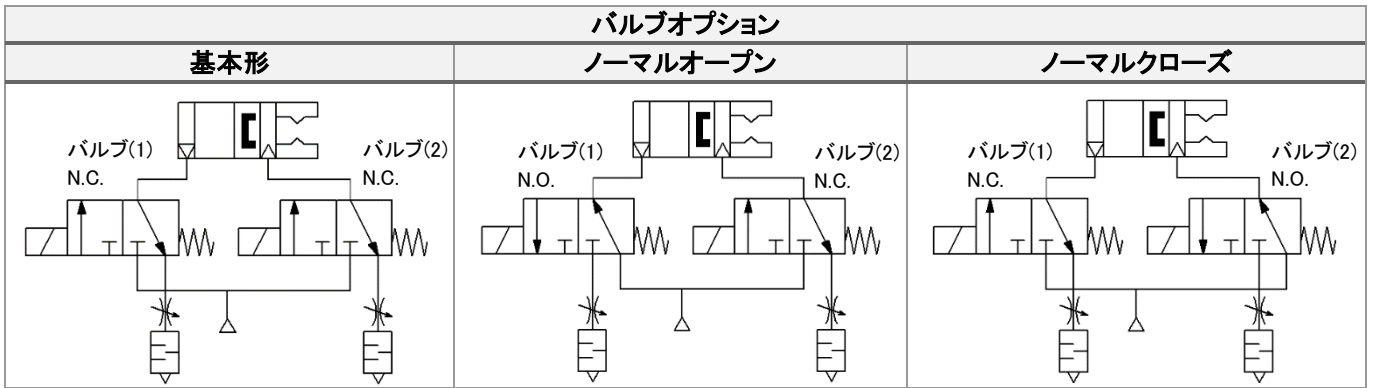 バルブオプション
基本形
ノーマルオープン
ノーマルクローズ
バルブ(1)
N.C.
バルブ(2)
N.C.
バルブ(1)
N.O.
バルブ(2)
N.C.
バルブ(1)
N.C.
バルブ(2)
N.O.